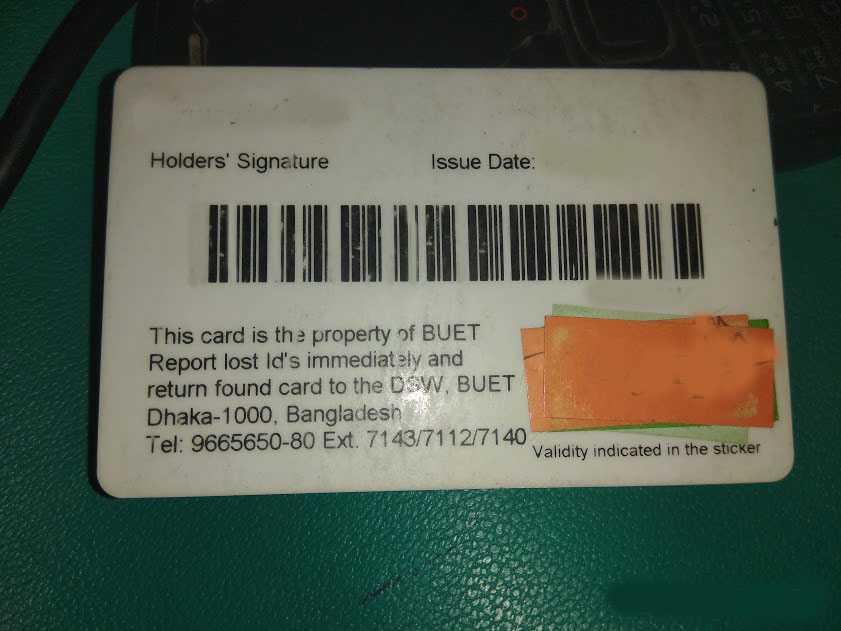 Holders' Signature
Issue Date:
This card is the property of BUET
Report lost Id's immediately and
return found card to the DSW, BUET
Dhaka-1000, Bangladesh
Tel: 9665650-80 Ext. 7143/7112/7140
Validity indicated in the sticker